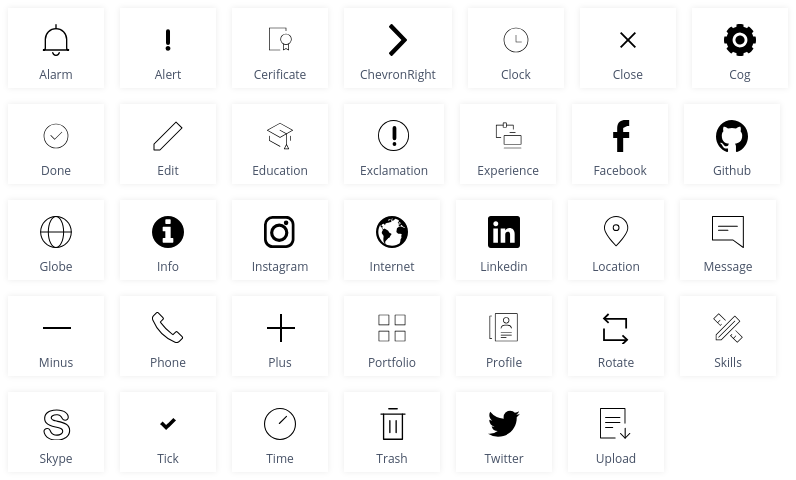 Alarm
Alert
Cerificate
ChevronRight
Clock
Close
Cog
Done
Edit
Education
Exclamation
Experience
Facebook
Github
Globe
Info
Instagram
Internet
Linkedin
Location
Message
Minus
Phone
Plus
Portfolio
Profile
Rotate
Skills
Skype
Tick
Time
Trash
Twitter
Upload